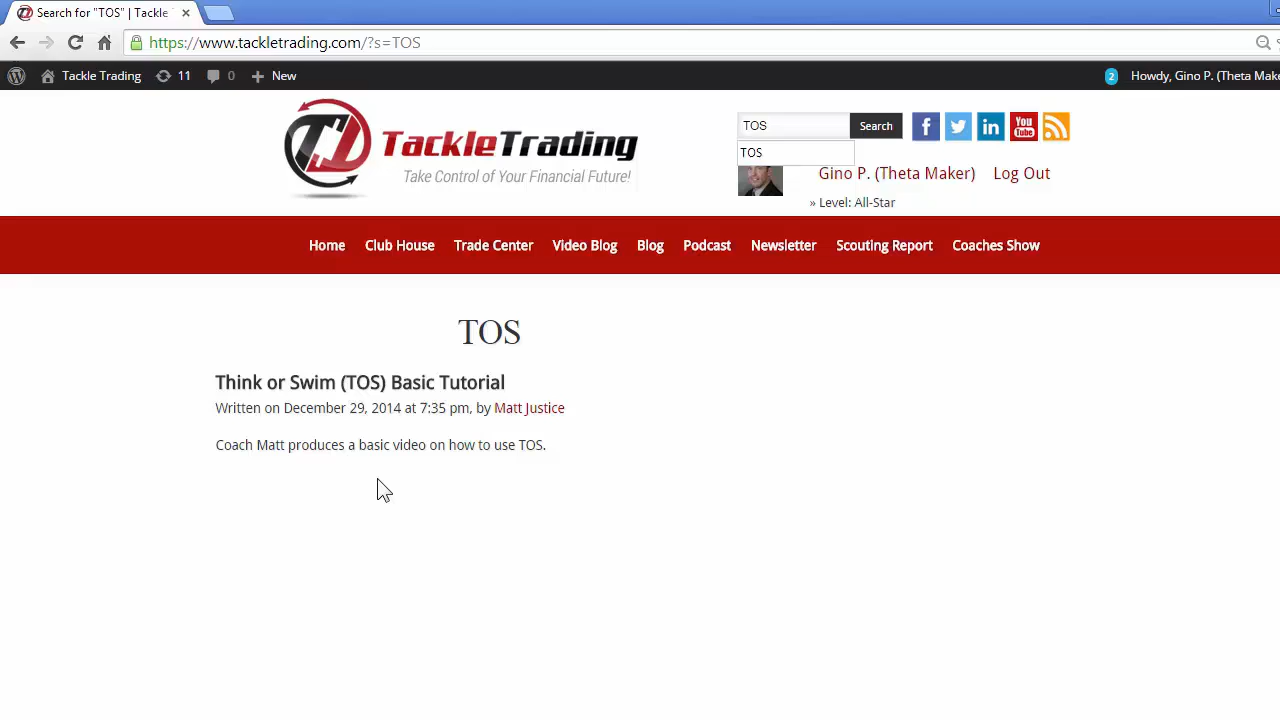 Search for "TOS" | Tackle
https://www.tackletrading.com/?s=TOS
Tackle Trading 11 0 New 2 Howdy, Gino P. (Theta Make
TackleTrading
Take Control of Your Financial Future!
TOS Search
TOS
You Tube
Gino P. (Theta Maker) Log Out
» Level: All-Star
Home Club House Trade Center Video Blog Blog Podcast Newsletter Scouting Report Coaches Show
TOS
Think or Swim (TOS) Basic Tutorial
Written on December 29, 2014 at 7:35 pm, by Matt Justice
Coach Matt produces a basic video on how to use TOS.